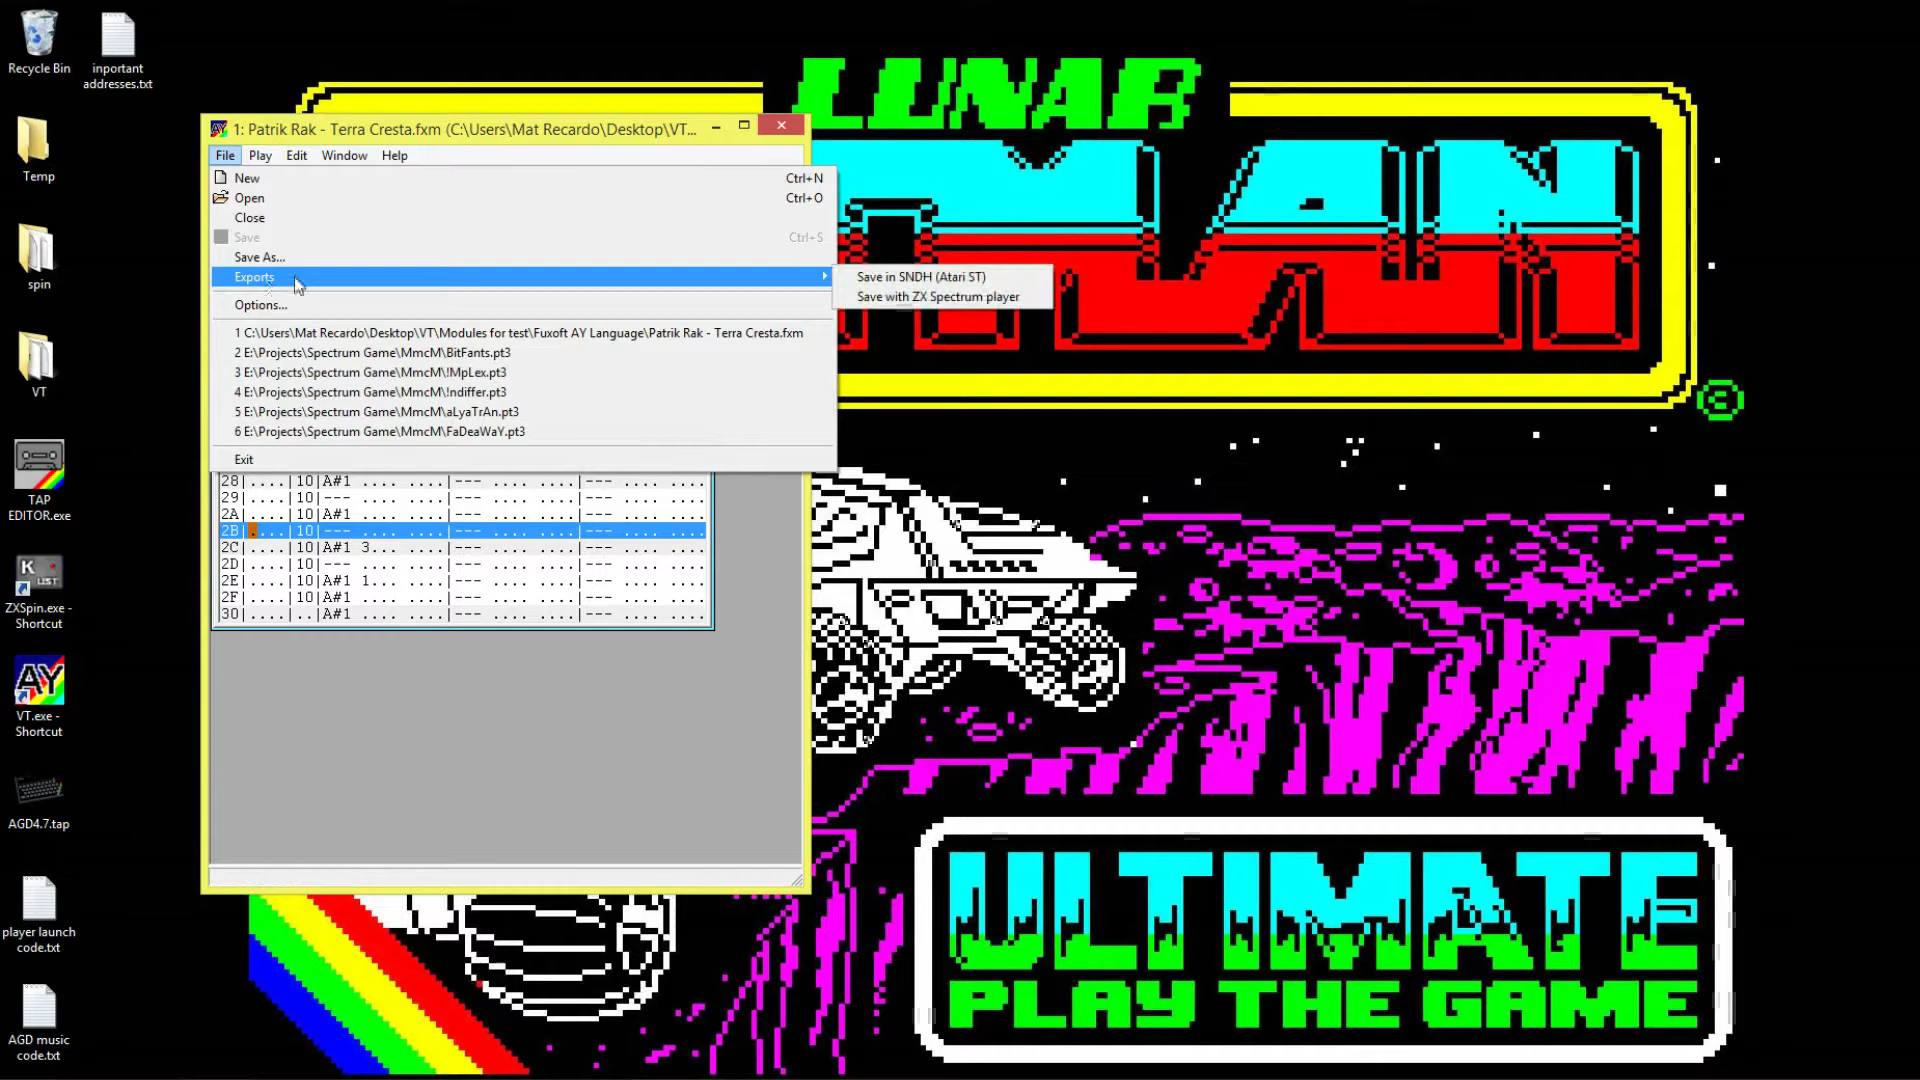 Recycle Bin
inportant
addresses.txt
Temp
spin
VT
TAP
EDITOR.exe
ZXSpin.exe -
Shortcut
VT.exe -
Shortcut
AGD4.7.tap
player launch
code.txt
AGD music
code.txt
LUNAR
1: Patrik Rak - Terra Cresta.fxm (C:\Users\Mat Recardo\Desktop\VT...
File Play Edit Window Help
New Ctrl+N
Open Ctrl+O
Close
Save Ctrl+S
Save As...
Exports
Save in SNDH (Atari ST)
Save with ZX Spectrum player
Options...
1 C:\Users\Mat Recardo\Desktop\VT\Modules for test\Fuxoft AY Language\Patrik Rak - Terra Cresta.fxm
2 E:\Projects\Spectrum Game\MmcM\BitFants.pt3
3 E:\Projects\Spectrum Game\MmcM\!MpLex.pt3
4 E:\Projects\Spectrum Game\MmcM\!ndiffer.pt3
5 E:\Projects\Spectrum Game\MmcM\aLyaTrAn.pt3
6 E:\Projects\Spectrum Game\MmcM\FaDeaWaY.pt3
Exit
28|....|10|A#1 .... ....|--- .... ....|--- .... ....
29|....|10|--- .... ....|--- .... ....|--- .... ....
2A|....|10|A#1 .... ....|--- .... ....|--- .... ....
2B|....|10|--- .... ....|--- .... ....|--- .... ....
2C|....|10|A#1 3... ....|--- .... ....|--- .... ....
2D|....|10|--- .... ....|--- .... ....|--- .... ....
2E|....|10|A#1 1... ....|--- .... ....|--- .... ....
2F|....|10|A#1 .... ....|--- .... ....|--- .... ....
30|....|..|A#1 .... ....|--- .... ....|--- .... ....
©
ULTIMATE
PLAY THE GAME